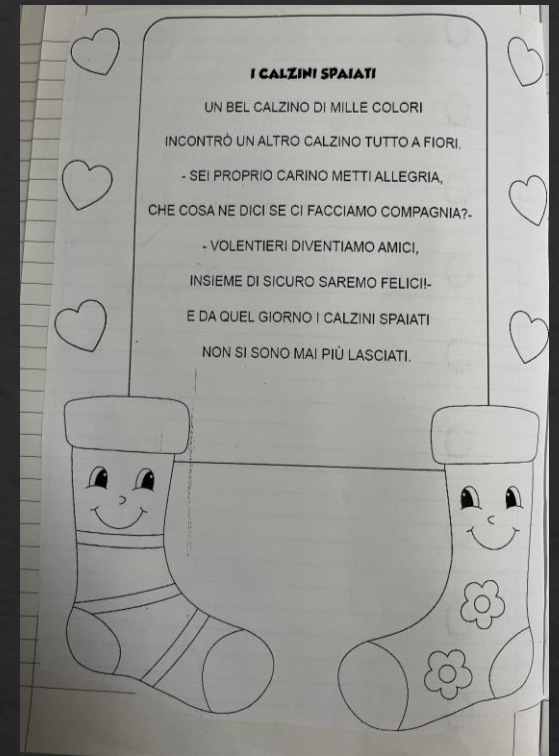 I CALZINI SPAIATI
UN BEL CALZINO DI MILLE COLORI
INCONTRÒ UN ALTRO CALZINO TUTTO A FIORI.
- SEI PROPRIO CARINO METTI ALLEGRIA,
CHE COSA NE DICI SE CI FACCIAMO COMPAGNIA?-
- VOLENTIERI DIVENTIAMO AMICI,
INSIEME DI SICURO SAREMO FELICI!-
E DA QUEL GIORNO I CALZINI SPAIATI
NON SI SONO MAI PIÙ LASCIATI.